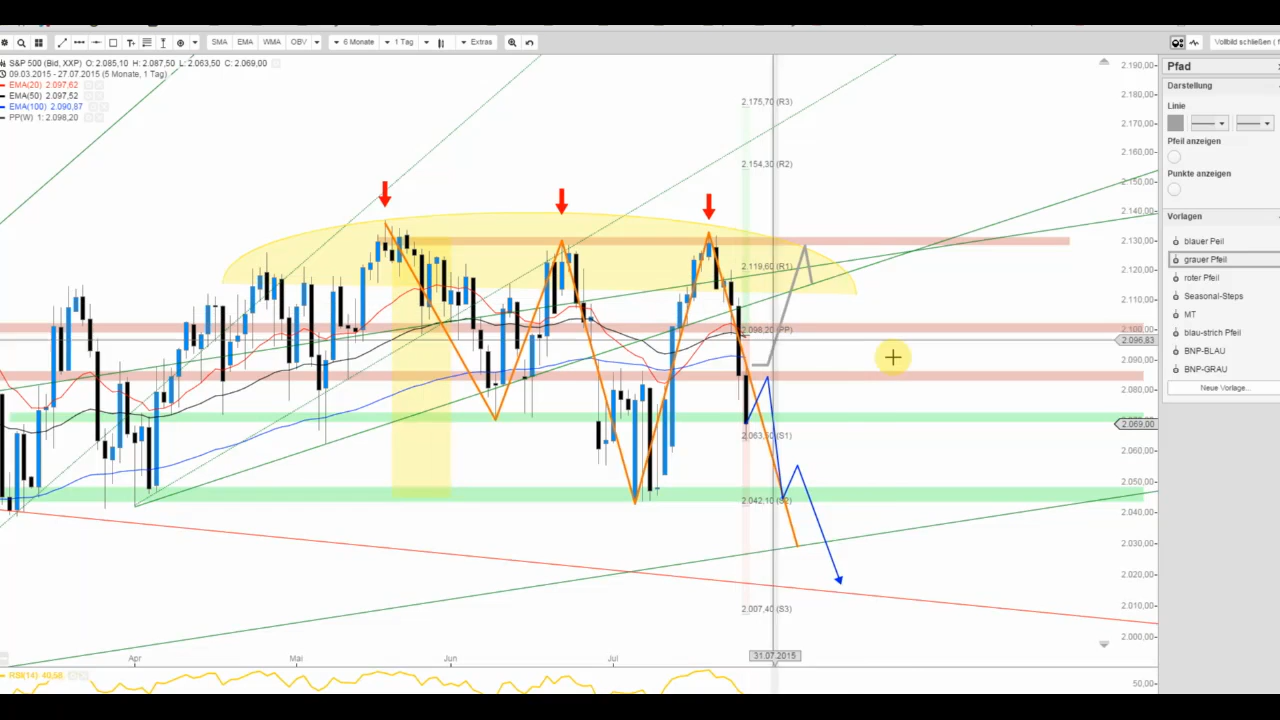 SMA EMA WMA OBV 6 Monate 1 Tag Extras Vollbild schließen ( f
S&P 500 (Bid, XXP) O: 2.085,10 H: 2.087,50 L: 2.063,50 C: 2.069,00
09.03.2015 - 27.07.2015 (5 Monate, 1 Tag)
EMA(20) 2.097,62
EMA(50) 2.097,52
EMA(100) 2.090,87
PP(W) 1: 2.098,20
2.175,70 (R3)
2.154,30 (R2)
2.119,60 (R1)
2.098,20 (PP)
2.063,50 (S1)
2.042,10 (S2)
2.007,40 (S3)
2.190,00
2.180,00
2.170,00
2.160,00
2.150,00
2.140,00
2.130,00
2.120,00
2.110,00
2.100,00
2.096,83
2.090,00
2.080,00
2.069,00
2.060,00
2.050,00
2.040,00
2.030,00
2.020,00
2.010,00
2.000,00
Apr Mai Jun Jul 31.07.2015
RSI(14) 40,58
50,00
Pfad
Darstellung
Linie
Pfeil anzeigen
Punkte anzeigen
Vorlagen
blauer Peil
grauer Pfeil
roter Pfeil
Seasonal-Steps
MT
blau-strich Pfeil
BNP-BLAU
BNP-GRAU
Neue Vorlage...